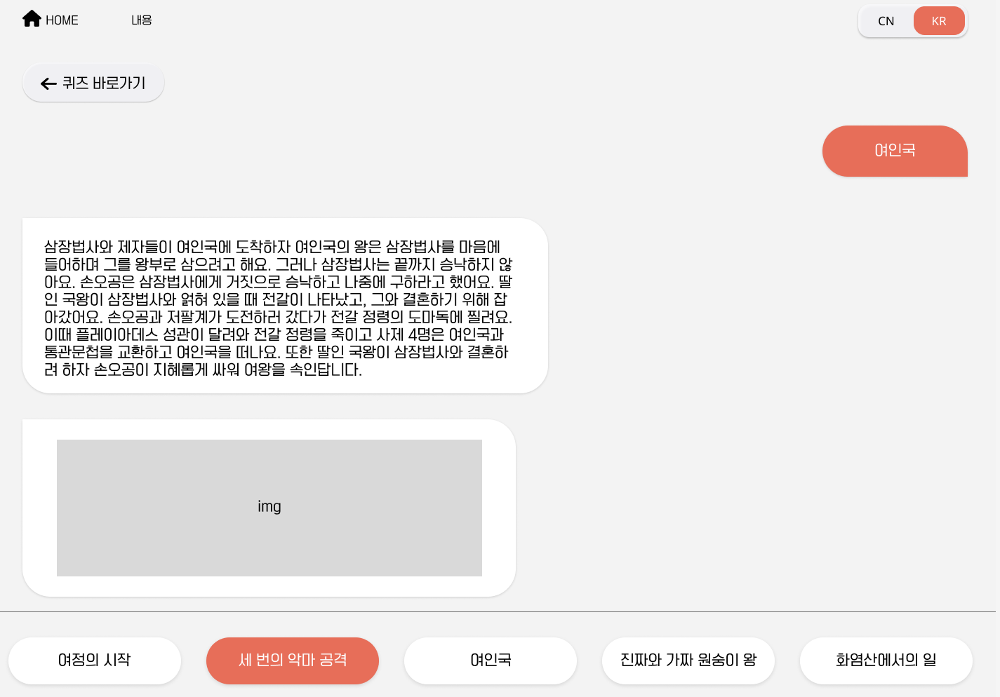 HOME
내용
CN
KR
퀴즈 바로가기
여인국
삼장법사와 제자들이 여인국에 도착하자 여인국의 왕은 삼장법사를 마음에
들어하며 그를 왕부로 삼으려고 해요. 그러나 삼장법사는 끝까지 승낙하지 않
아요. 손오공은 삼장법사에게 거짓으로 승낙하고 나중에 구하라고 했어요. 딸
인 국왕이 삼장법사와 얽혀 있을 때 전갈이 나타났고, 그와 결혼하기 위해 잡
아갔어요. 손오공과 저팔계가 도전하러 갔다가 전갈 정령의 도마독에 찔려요.
이때 플레이아데스 성관이 달려와 전갈 정령을 죽이고 사제 4명은 여인국과
통관문첩을 교환하고 여인국을 떠나요. 또한 딸인 국왕이 삼장법사와 결혼하
려 하자 손오공이 지혜롭게 싸워 여왕을 속인답니다.
img
여정의 시작
세 번의 악마 공격
여인국
진짜와 가짜 원숭이 왕
화염산에서의 일